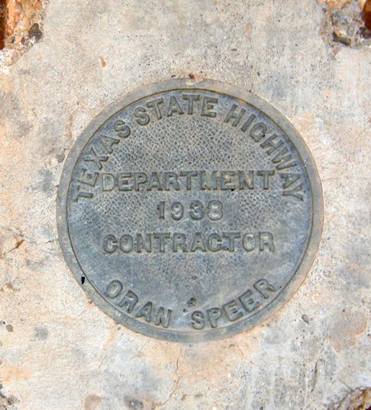 TEXAS STATE HIGHWAY
DEPARTMENT
1938
CONTRACTOR
ORAN SPEER